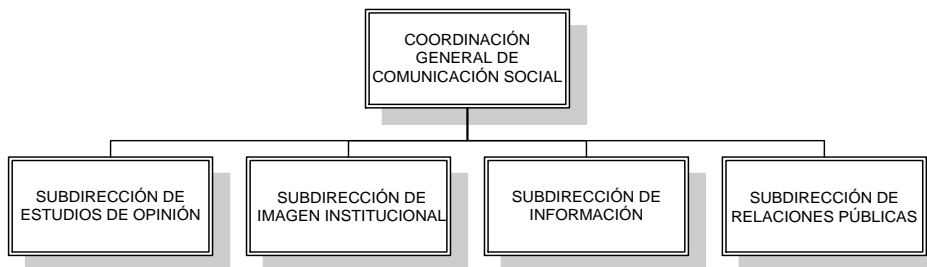 COORDINACIÓN
GENERAL DE
COMUNICACIÓN SOCIAL
SUBDIRECCIÓN DE
ESTUDIOS DE OPINIÓN
SUBDIRECCIÓN DE
IMAGEN INSTITUCIONAL
SUBDIRECCIÓN DE
INFORMACIÓN
SUBDIRECCIÓN DE
RELACIONES PÚBLICAS